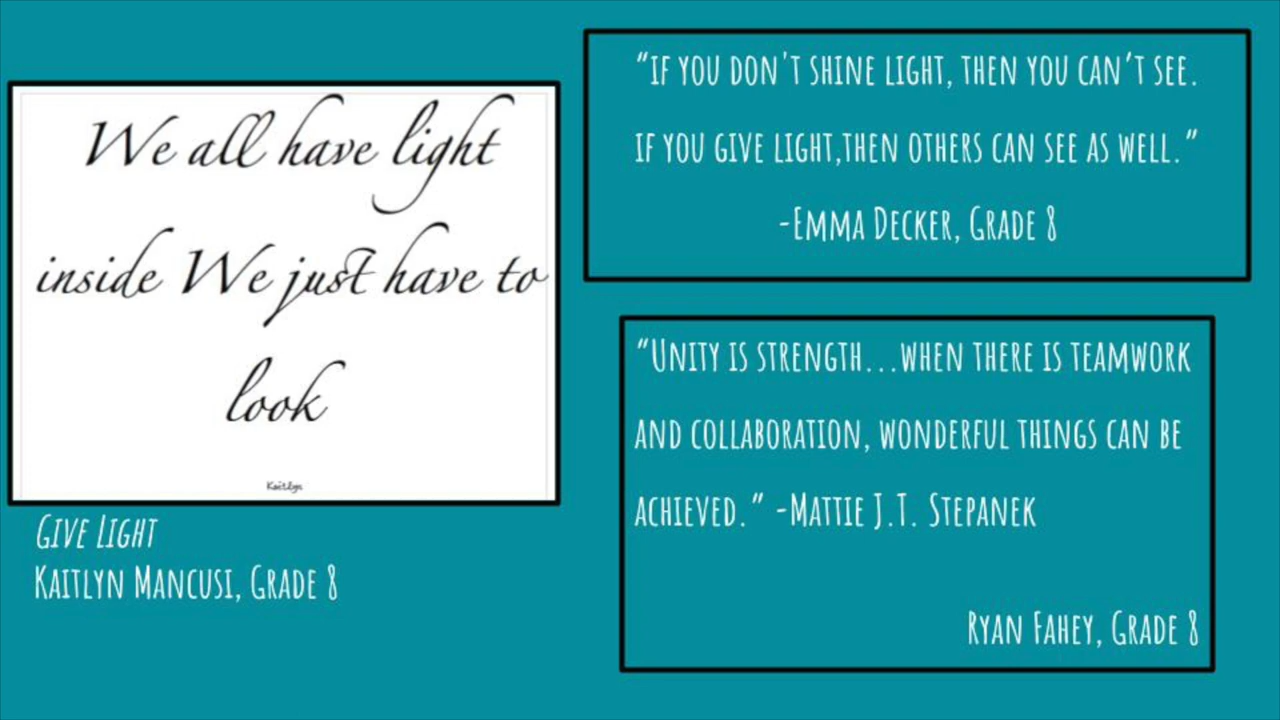 We all have light
inside We just have to
look
Kaitlyn
GIVE LIGHT
KAITLYN MANCUSI, GRADE 8
“IF YOU DON'T SHINE LIGHT, THEN YOU CAN’T SEE.
IF YOU GIVE LIGHT,THEN OTHERS CAN SEE AS WELL.”
-EMMA DECKER, GRADE 8
“UNITY IS STRENGTH...WHEN THERE IS TEAMWORK
AND COLLABORATION, WONDERFUL THINGS CAN BE
ACHIEVED.” -MATTIE J.T. STEPANEK
RYAN FAHEY, GRADE 8